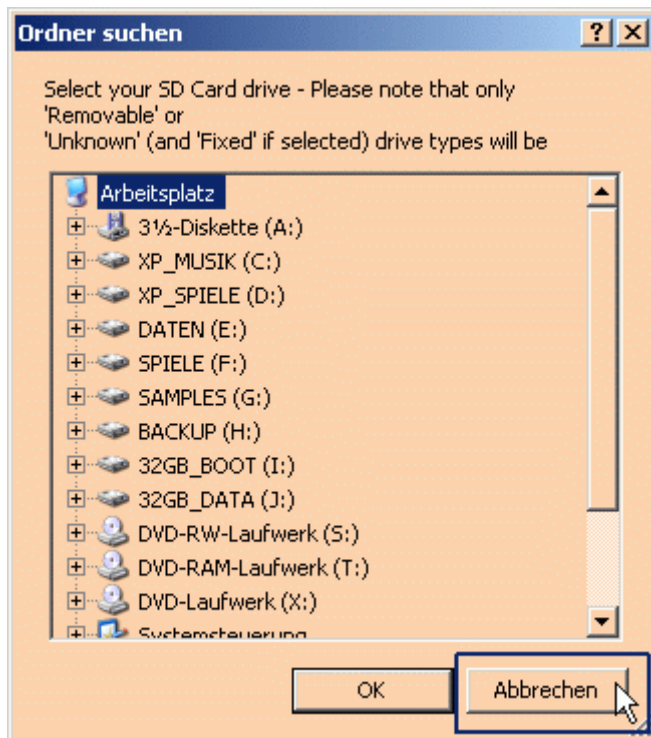 Ordner suchen
Select your SD Card drive - Please note that only
'Removable' or
'Unknown' (and 'Fixed' if selected) drive types will be
Arbeitsplatz
3½-Diskette (A:)
XP_MUSIK (C:)
XP_SPIELE (D:)
DATEN (E:)
SPIELE (F:)
SAMPLES (G:)
BACKUP (H:)
32GB_BOOT (I:)
32GB_DATA (J:)
DVD-RW-Laufwerk (S:)
DVD-RAM-Laufwerk (T:)
DVD-Laufwerk (X:)
Systemsteuerung
OK
Abbrechen